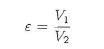 ε = V₁ / V₂